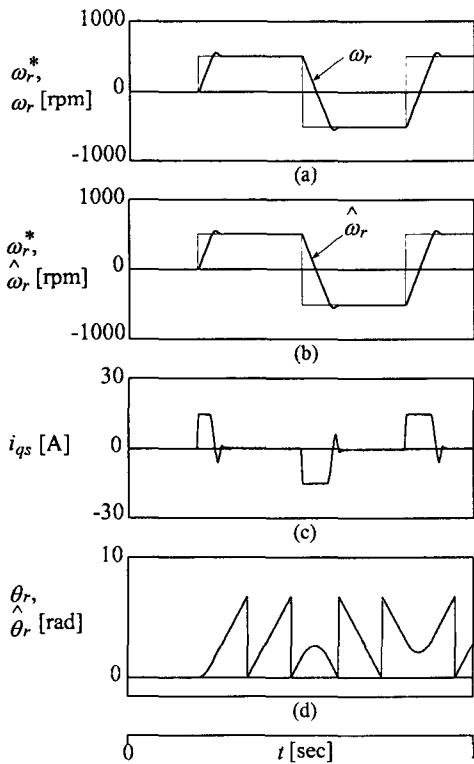 1000
ω_r^*,
ω_r [rpm]
0
ω_r
-1000
(a)
1000
ω_r^*,
ω̂_r [rpm]
0
ω̂_r
-1000
(b)
30
i_qs [A]
0
-30
(c)
10
θ_r,
θ̂_r [rad]
0
(d)
0
t [sec]